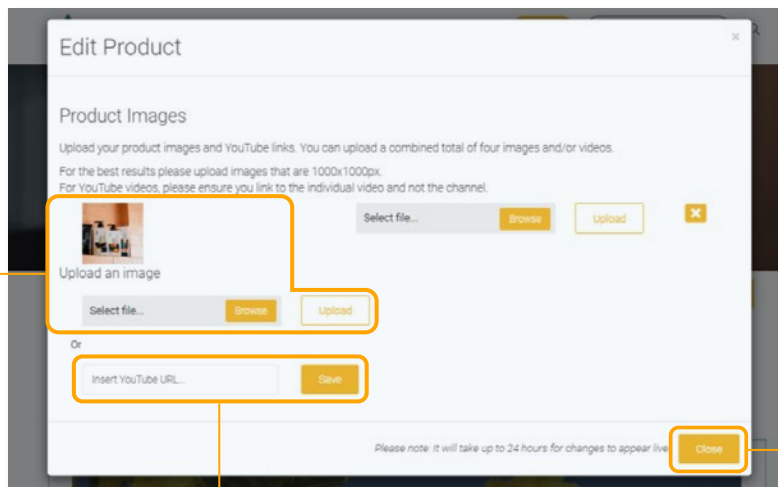 Edit Product
×
Product Images
Upload your product images and YouTube links. You can upload a combined total of four images and/or videos.
For the best results please upload images that are 1000x1000px.
For YouTube videos, please ensure you link to the individual video and not the channel.
Select file... Browse Upload ×
Upload an image
Select file... Browse Upload
Or
Insert YouTube URL... Save
Please note: It will take up to 24 hours for changes to appear live Close